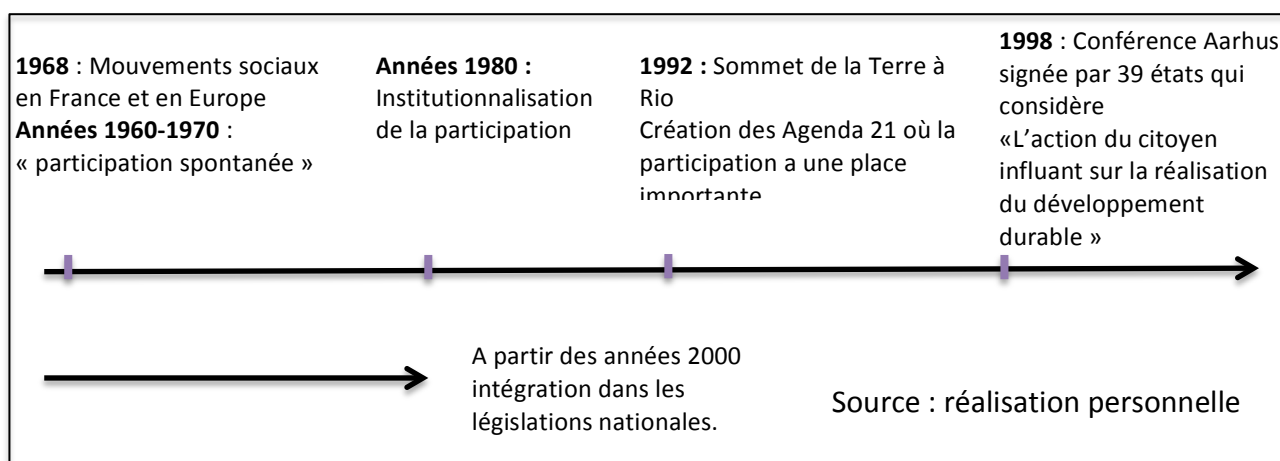 1968 : Mouvements sociaux
en France et en Europe
Années 1960-1970 :
« participation spontanée »
Années 1980 :
Institutionnalisation
de la participation
1992 : Sommet de la Terre à
Rio
Création des Agenda 21 où la
participation a une place
importante
1998 : Conférence Aarhus
signée par 39 états qui
considère
«L’action du citoyen
influant sur la réalisation
du développement
durable »
A partir des années 2000
intégration dans les
législations nationales.
Source : réalisation personnelle